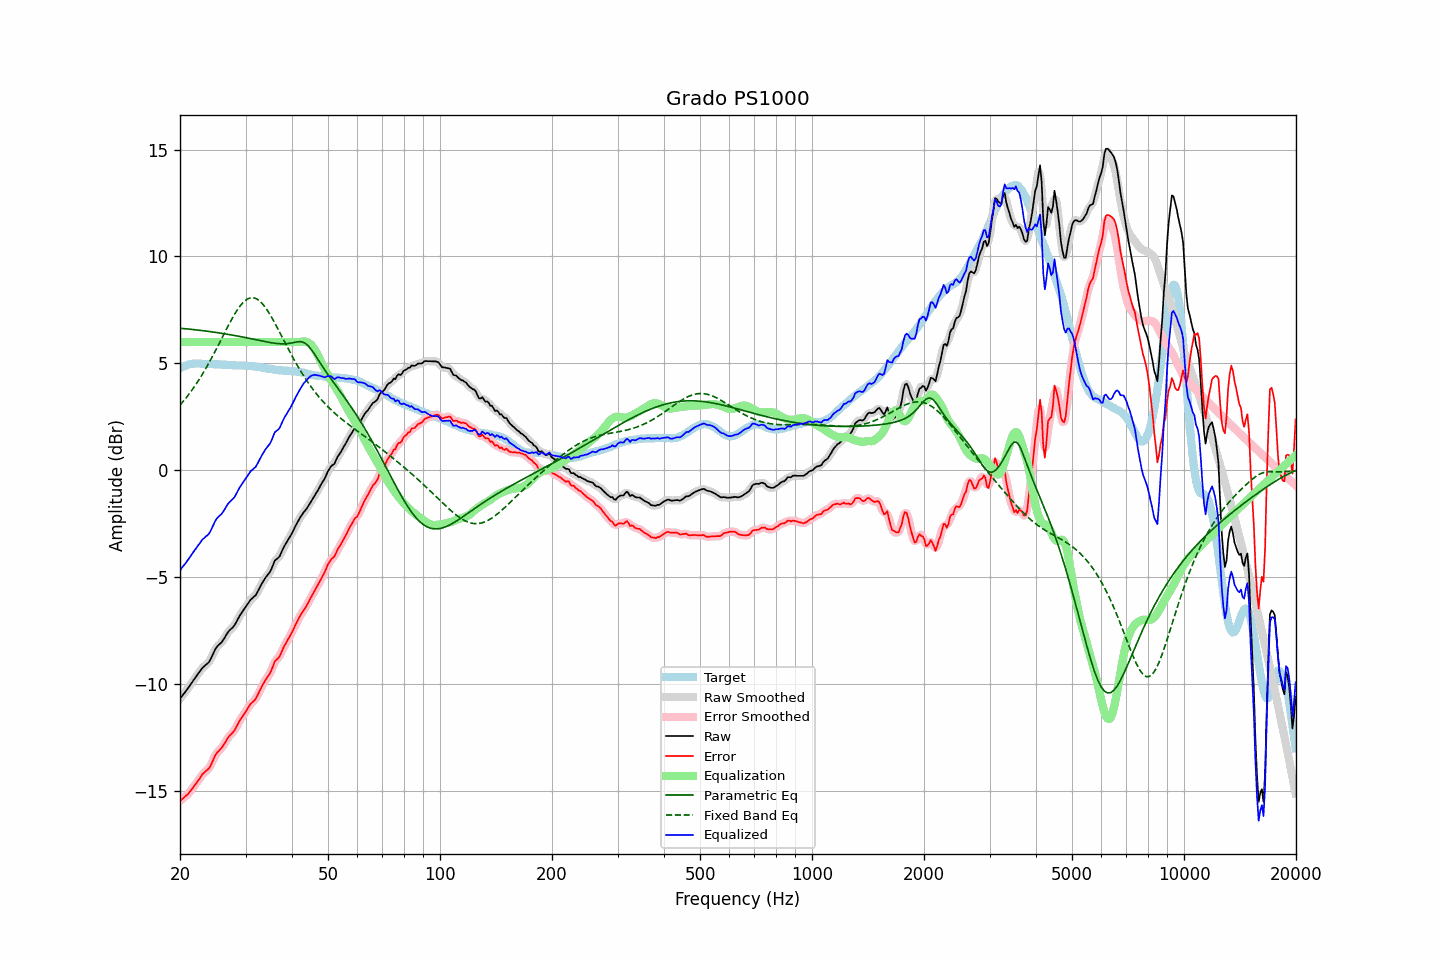 Grado PS1000
Amplitude (dBr)
15
10
5
0
−5
−10
−15
Target
Raw Smoothed
Error Smoothed
Raw
Error
Equalization
Parametric Eq
Fixed Band Eq
Equalized
20 50 100 200 500 1000 2000 5000 10000 20000
Frequency (Hz)